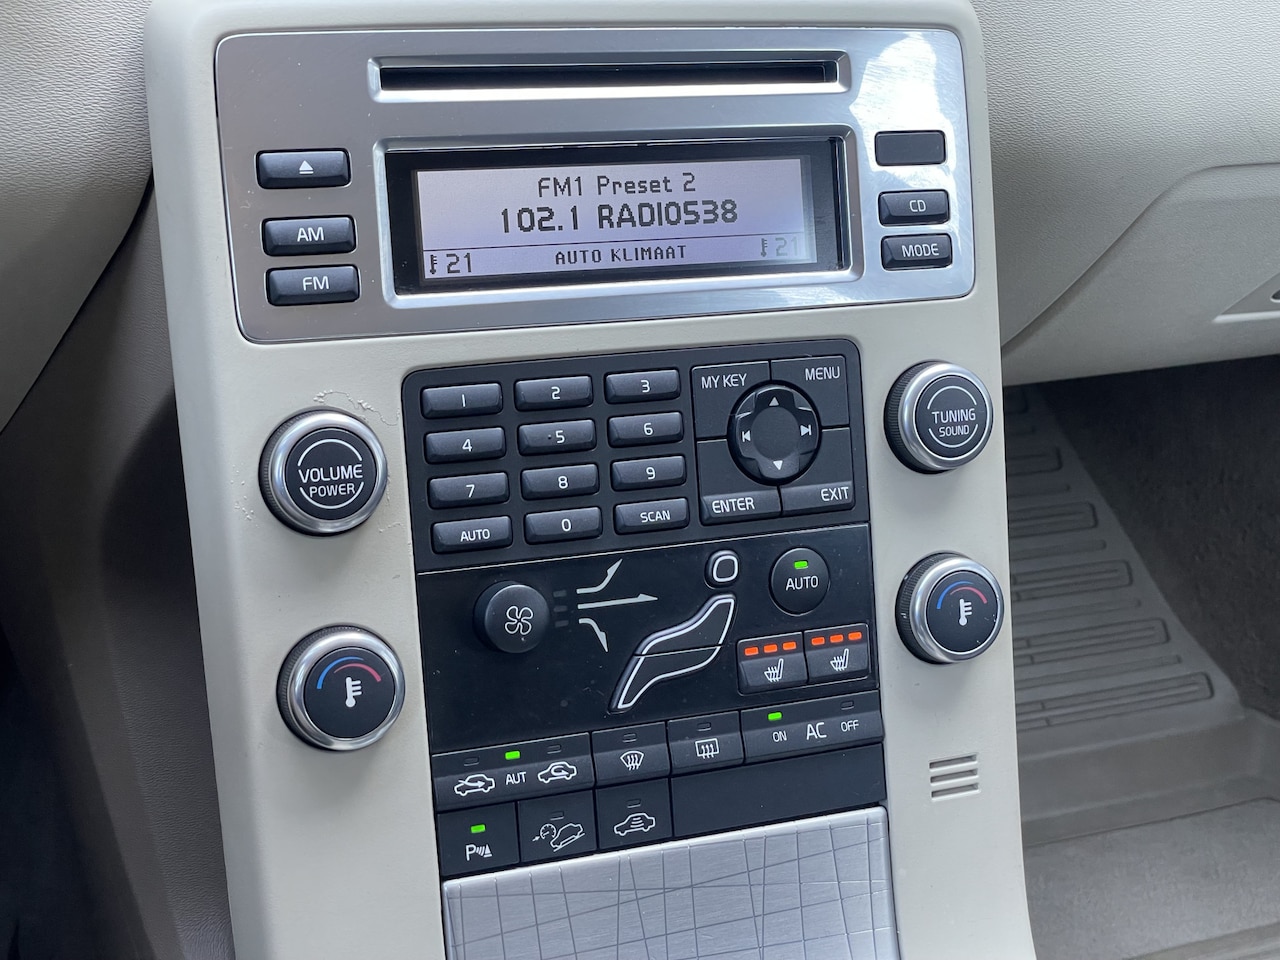 FM1 Preset 2
102.1 RADIO538
21 AUTO KLIMAAT 21
AM
FM
CD
MODE
1 2 3
4 5 6
7 8 9
AUTO 0 SCAN
MY KEY MENU
ENTER EXIT
VOLUME
POWER
TUNING
SOUND
AUTO
AUT
ON AC OFF
P